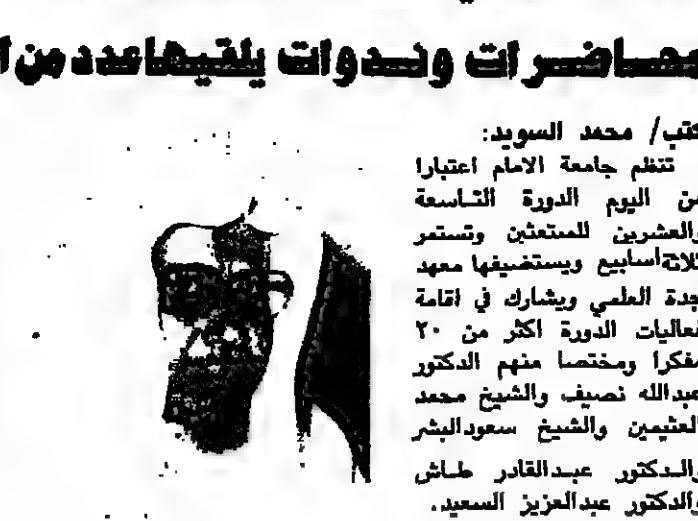 محاضرات وندوات يلقيها عدد من
كتب/ محمد السويد:
تنظم جامعة الامام اعتبارا
من اليوم الدورة التاسعة
والعشرين للمبتعثين وتستمر
ثلاثة اسابيع ويستضيفها معهد
جدة العلمي ويشارك في اقامة
فعاليات الدورة اكثر من ٢٠
مفكرا ومختصا منهم الدكتور
عبدالله نصيف والشيخ محمد
العثيمين والشيخ سعود البشر
والدكتور عبدالقادر طاش
والدكتور عبدالعزيز السعيد.